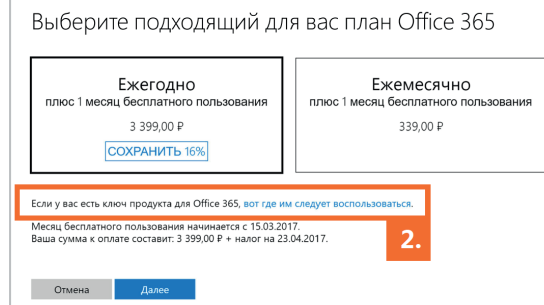 Выберите подходящий для вас план Office 365
Ежегодно
плюс 1 месяц бесплатного пользования
3 399,00 ₽
СОХРАНИТЬ 16%
Ежемесячно
плюс 1 месяц бесплатного пользования
339,00 ₽
Если у вас есть ключ продукта для Office 365, вот где им следует воспользоваться.
Месяц бесплатного пользования начинается с 15.03.2017.
Ваша сумма к оплате составит: 3 399,00 ₽ + налог на 23.04.2017.
2.
Отмена
Далее